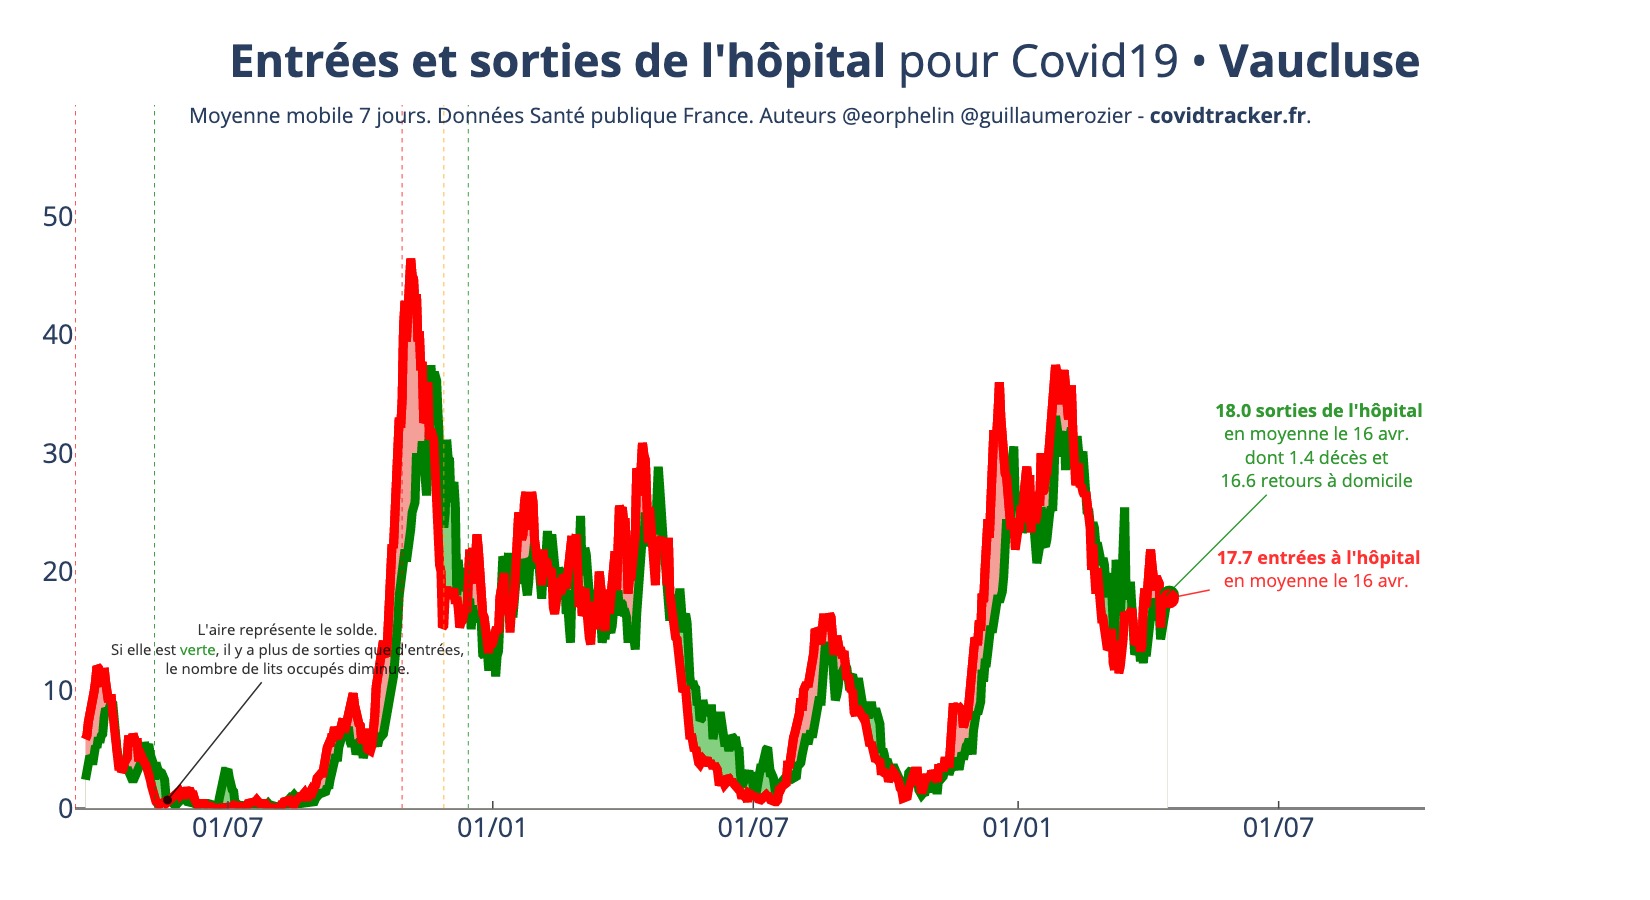 Entrées et sorties de l'hôpital pour Covid19 • Vaucluse
Moyenne mobile 7 jours. Données Santé publique France. Auteurs @eorphelin @guillaumerozier - covidtracker.fr.
50
40
30
20
10
0
L'aire représente le solde.
Si elle est verte, il y a plus de sorties que d'entrées,
le nombre de lits occupés diminue.
18.0 sorties de l'hôpital
en moyenne le 16 avr.
dont 1.4 décès et
16.6 retours à domicile
17.7 entrées à l'hôpital
en moyenne le 16 avr.
01/07
01/01
01/07
01/01
01/07